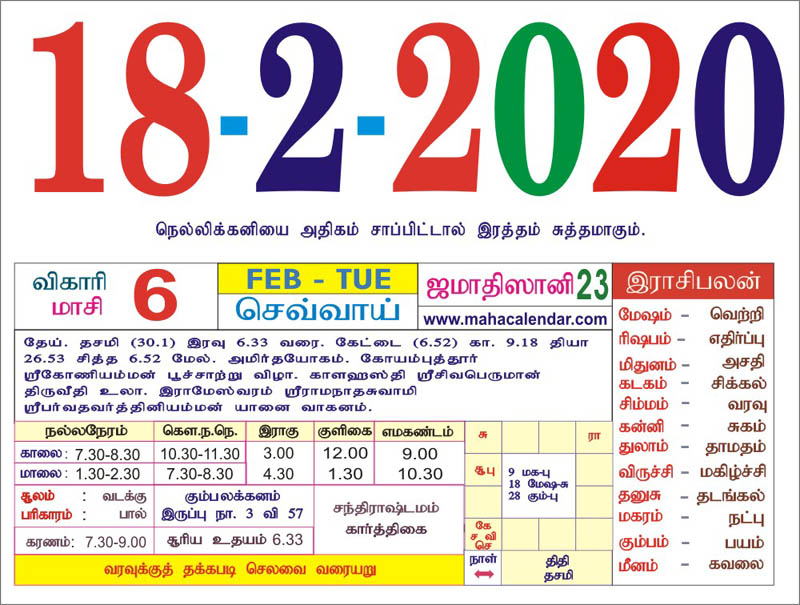 18-2-2020
நெல்லிக்கனியை அதிகம் சாப்பிட்டால் இரத்தம் சுத்தமாகும்.
விகாரி
மாசி 6
FEB - TUE
செவ்வாய்
ஜமாதிஸானி 23
www.mahacalendar.com
தேய். தசமி (30.1) இரவு 6.33 வரை. கேட்டை (6.52) கா. 9.18 தியா
26.53 சித்த 6.52 மேல். அமிர்தயோகம். கோயம்புத்தூர்
ஸ்ரீகோணியம்மன் பூச்சாற்று விழா. காளஹஸ்தி ஸ்ரீசிவபெருமான்
திருவீதி உலா. இராமேஸ்வரம் ஸ்ரீராமநாதசுவாமி
ஸ்ரீபர்வதவர்த்தினியம்மன் யானை வாகனம்.
நல்லநேரம் கௌ.ந.நெ. இராகு குளிகை எமகண்டம்
காலை: 7.30-8.30 10.30-11.30 3.00 12.00 9.00
மாலை: 1.30-2.30 7.30-8.30 4.30 1.30 10.30
சூலம் : வடக்கு
பரிகாரம் : பால்
கும்பலக்கனம்
இருப்பு நா. 3 வி 57
சந்திராஷ்டமம்
கார்த்திகை
கரணம்: 7.30-9.00 சூரிய உதயம் 6.33
வரவுக்குத் தக்கபடி செலவை வரையறு
சு ரா
சூபு
9 மக-பு
18 மேஷ-சு
28 கும்-பு
கே
ச வி
செ
நாள்
↔
திதி
தசமி
இராசிபலன்
மேஷம் - வெற்றி
ரிஷபம் - எதிர்ப்பு
மிதுனம் - அசதி
கடகம் - சிக்கல்
சிம்மம் - வரவு
கன்னி - சுகம்
துலாம் - தாமதம்
விருச்சி - மகிழ்ச்சி
தனுசு - தடங்கல்
மகரம் - நட்பு
கும்பம் - பயம்
மீனம் - கவலை